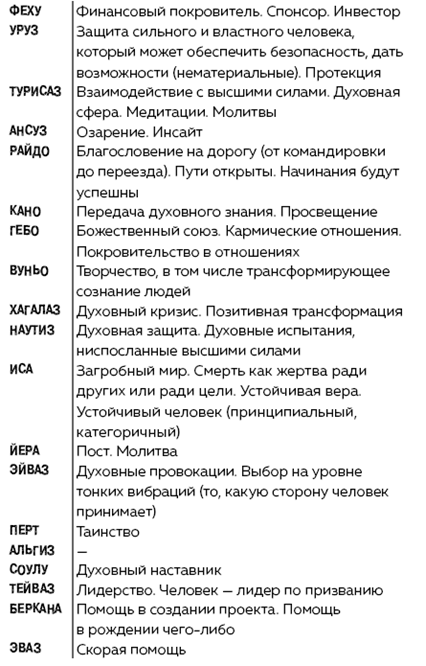 ФЕХУ Финансовый покровитель. Спонсор. Инвестор
УРУЗ Защита сильного и властного человека,
который может обеспечить безопасность, дать
возможности (нематериальные). Протекция
ТУРИСАЗ Взаимодействие с высшими силами. Духовная
сфера. Медитации. Молитвы
АНСУЗ Озарение. Инсайт
РАЙДО Благословение на дорогу (от командировки
до переезда). Пути открыты. Начинания будут
успешны
КАНО Передача духовного знания. Просвещение
ГЕБО Божественный союз. Кармические отношения.
Покровительство в отношениях
ВУНЬО Творчество, в том числе трансформирующее
сознание людей
ХАГАЛАЗ Духовный кризис. Позитивная трансформация
НАУТИЗ Духовная защита. Духовные испытания,
ниспосланные высшими силами
ИСА Загробный мир. Смерть как жертва ради
других или ради цели. Устойчивая вера.
Устойчивый человек (принципиальный,
категоричный)
ЙЕРА Пост. Молитва
ЭЙВАЗ Духовные провокации. Выбор на уровне
тонких вибраций (то, какую сторону человек
принимает)
ПЕРТ Таинство
АЛЬГИЗ —
СОУЛУ Духовный наставник
ТЕЙВАЗ Лидерство. Человек — лидер по призванию
БЕРКАНА Помощь в создании проекта. Помощь
в рождении чего-либо
ЭВАЗ Скорая помощь